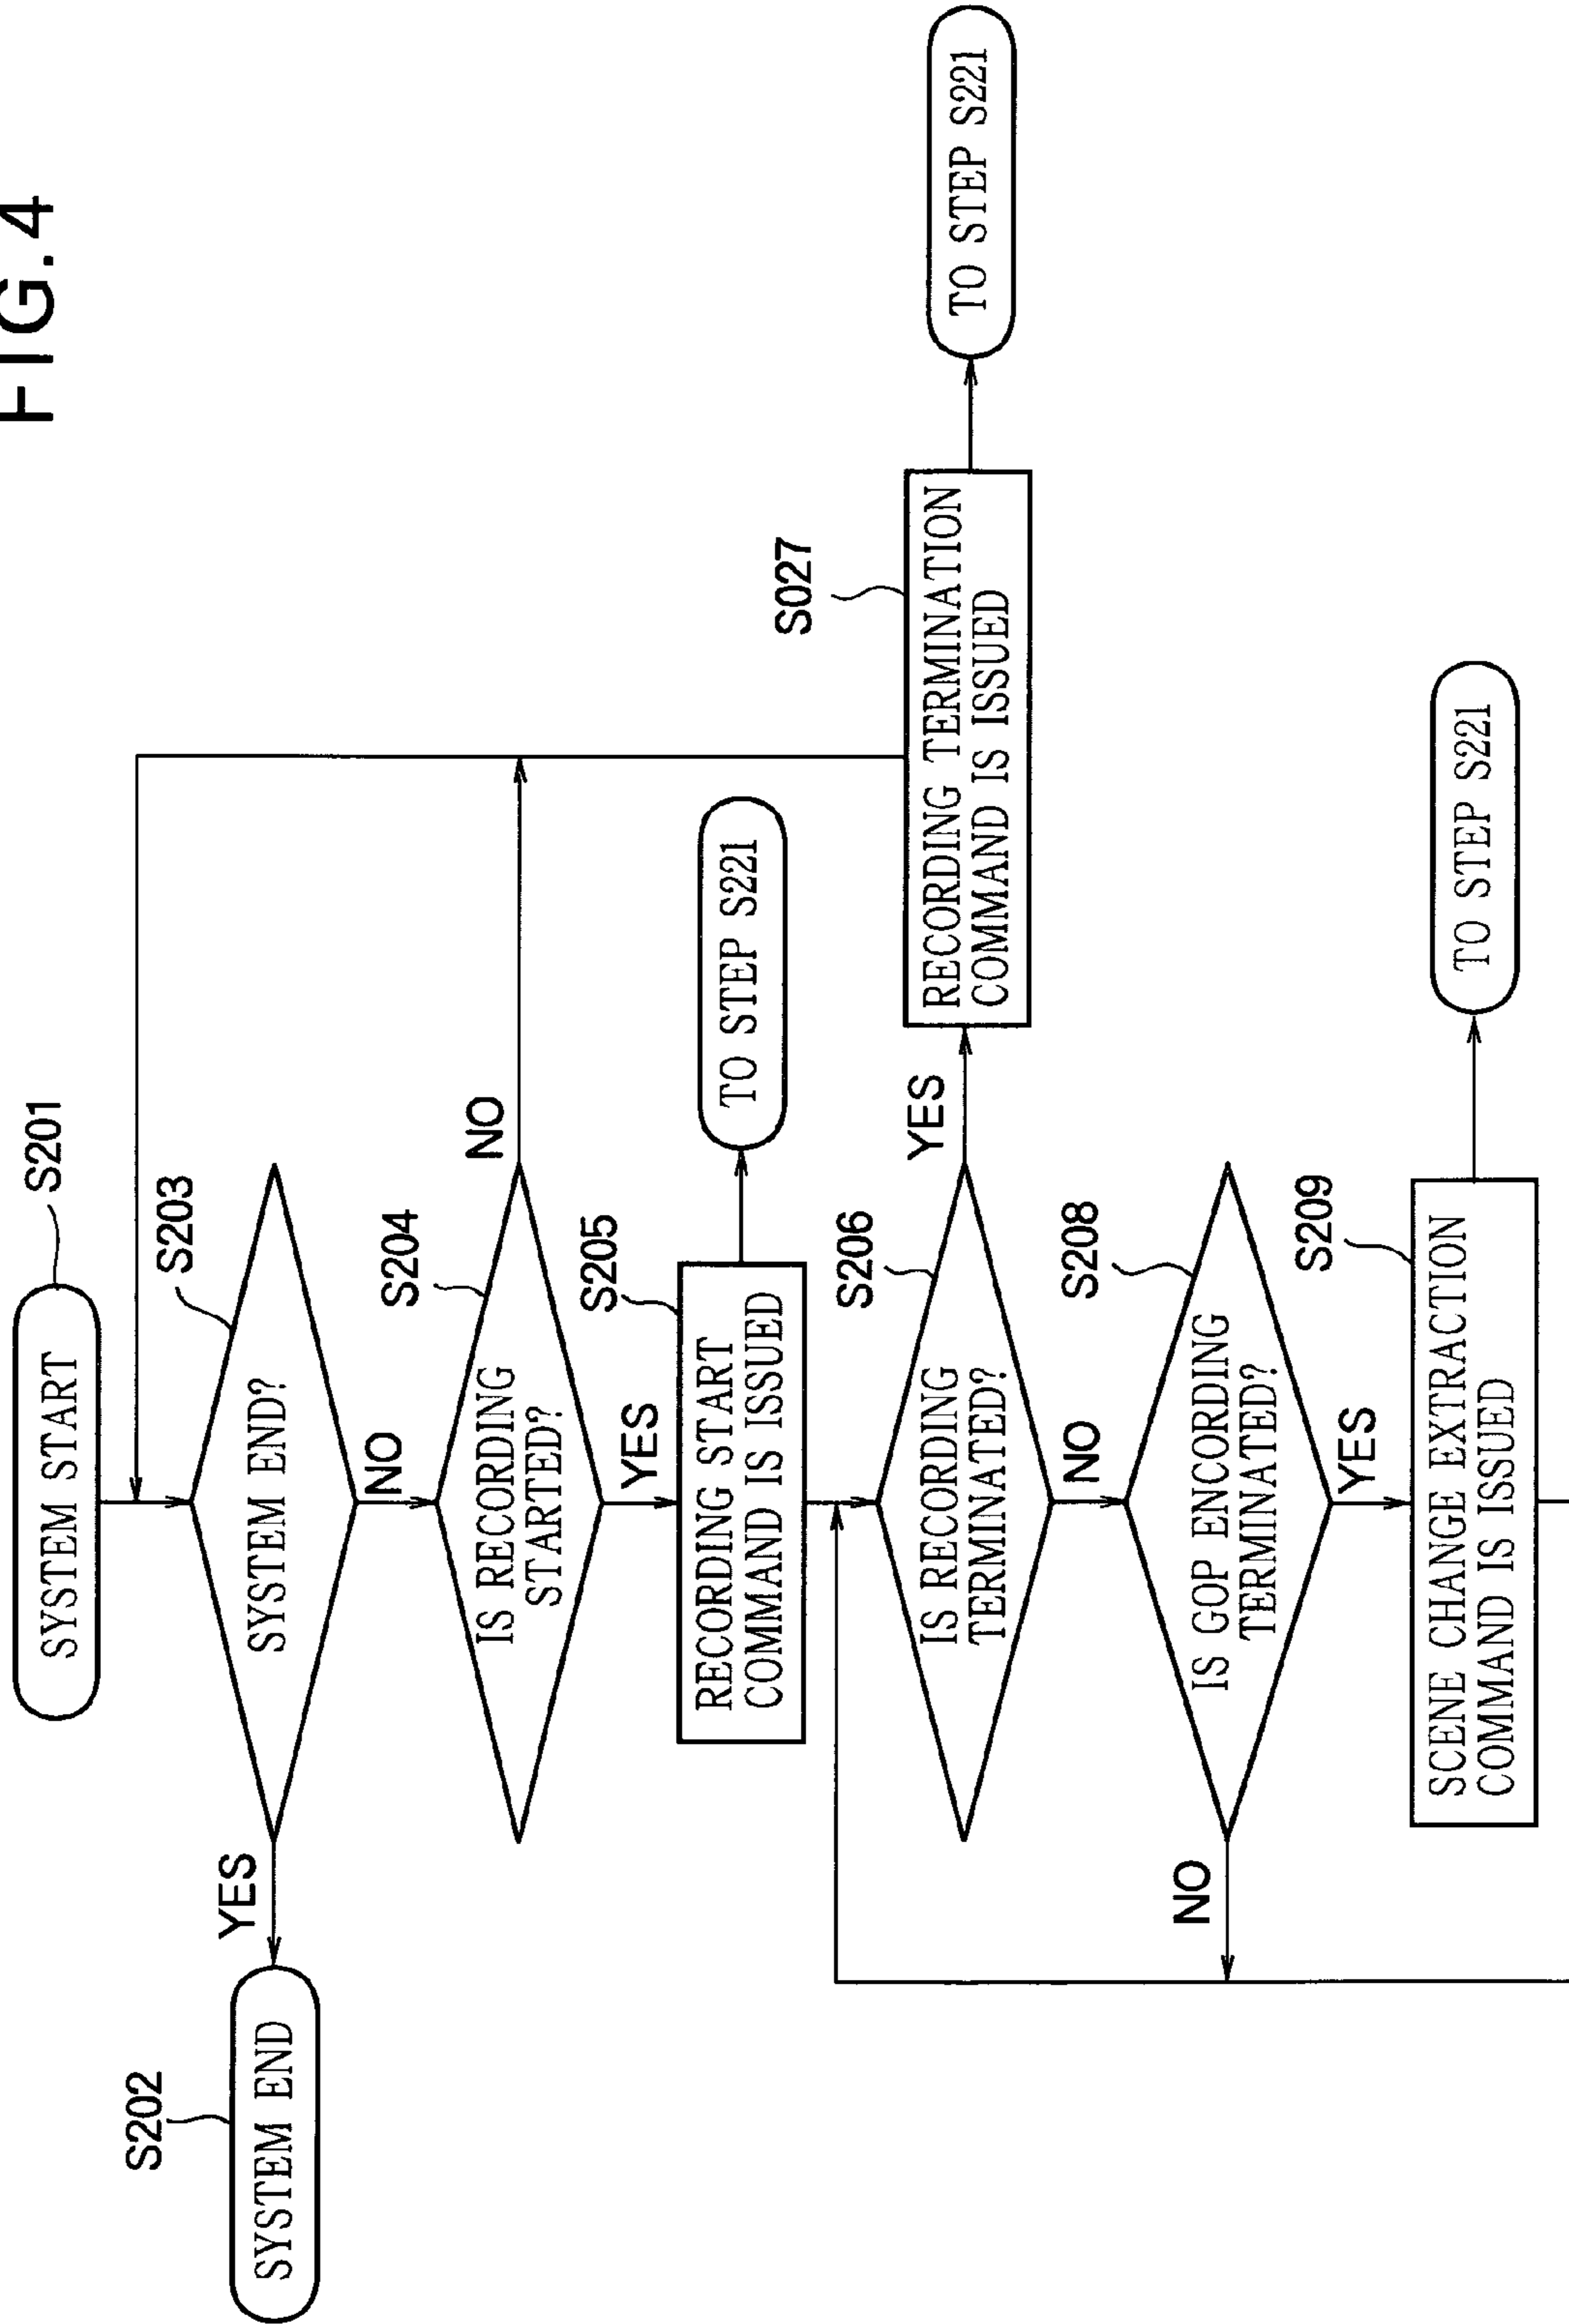 FIG.4
SYSTEM START
S201
SYSTEM END?
S203
YES
SYSTEM END
S202
NO
IS RECORDING
STARTED?
S204
NO
YES
RECORDING START
COMMAND IS ISSUED
S205
TO STEP S221
IS RECORDING
TERMINATED?
S206
YES
RECORDING TERMINATION
COMMAND IS ISSUED
S027
TO STEP S221
NO
IS GOP ENCORDING
TERMINATED?
S208
NO
YES
SCENE CHANGE EXTRACTION
COMMAND IS ISSUED
S209
TO STEP S221